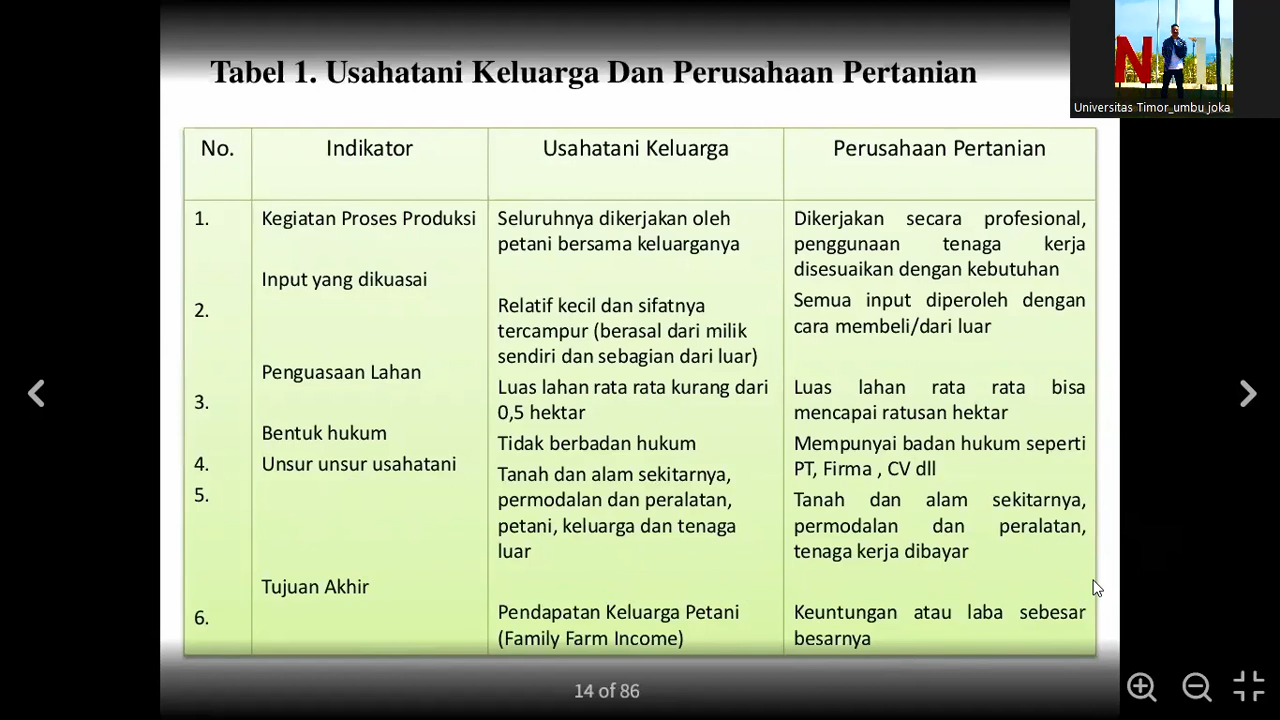 Tabel 1. Usahatani Keluarga Dan Perusahaan Pertanian
Universitas Timor_umbu joka
No.
Indikator
Usahatani Keluarga
Perusahaan Pertanian
1.
Kegiatan Proses Produksi
Seluruhnya dikerjakan oleh
petani bersama keluarganya
Dikerjakan secara profesional,
penggunaan tenaga kerja
disesuaikan dengan kebutuhan
2.
Input yang dikuasai
Relatif kecil dan sifatnya
tercampur (berasal dari milik
sendiri dan sebagian dari luar)
Semua input diperoleh dengan
cara membeli/dari luar
3.
Penguasaan Lahan
Luas lahan rata rata kurang dari
0,5 hektar
Luas lahan rata rata bisa
mencapai ratusan hektar
4.
Bentuk hukum
Tidak berbadan hukum
Mempunyai badan hukum seperti
PT, Firma , CV dll
5.
Unsur unsur usahatani
Tanah dan alam sekitarnya,
permodalan dan peralatan,
petani, keluarga dan tenaga
luar
Tanah dan alam sekitarnya,
permodalan dan peralatan,
tenaga kerja dibayar
6.
Tujuan Akhir
Pendapatan Keluarga Petani
(Family Farm Income)
Keuntungan atau laba sebesar
besarnya
14 of 86